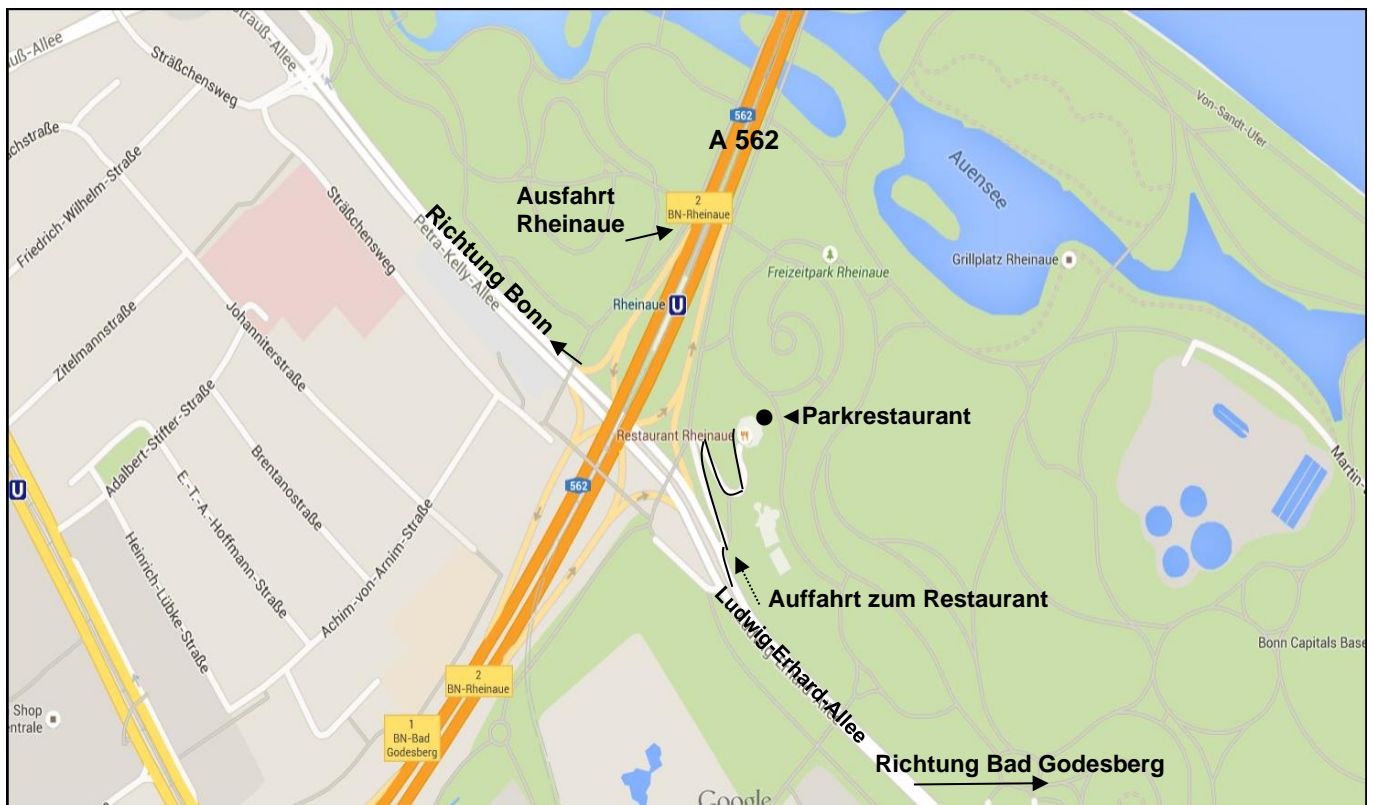 Strauß-Allee
Sträßchensweg
562
A 562
Von-Sandt-Ufer
Auensee
Friedrich-Wilhelm-Straße
Sträßchensweg
Ausfahrt
Rheinaue
2
BN-Rheinaue
Richtung Bonn
Petra-Kelly-Allee
Freizeitpark Rheinaue
Grillplatz Rheinaue
Rheinaue
U
Zitelmannstraße
Johanniterstraße
Parkrestaurant
Restaurant Rheinaue
Adalbert-Stifter-Straße
Brentanostraße
E.-T.-A.-Hoffmann-Straße
Achim-von-Arnim-Straße
Heinrich-Lübke-Straße
U
562
Auffahrt zum Restaurant
Ludwig-Erhard-Allee
Bonn Capitals Base
2
BN-Rheinaue
Shop
entrale
1
BN-Bad
Godesberg
Richtung Bad Godesberg
Google